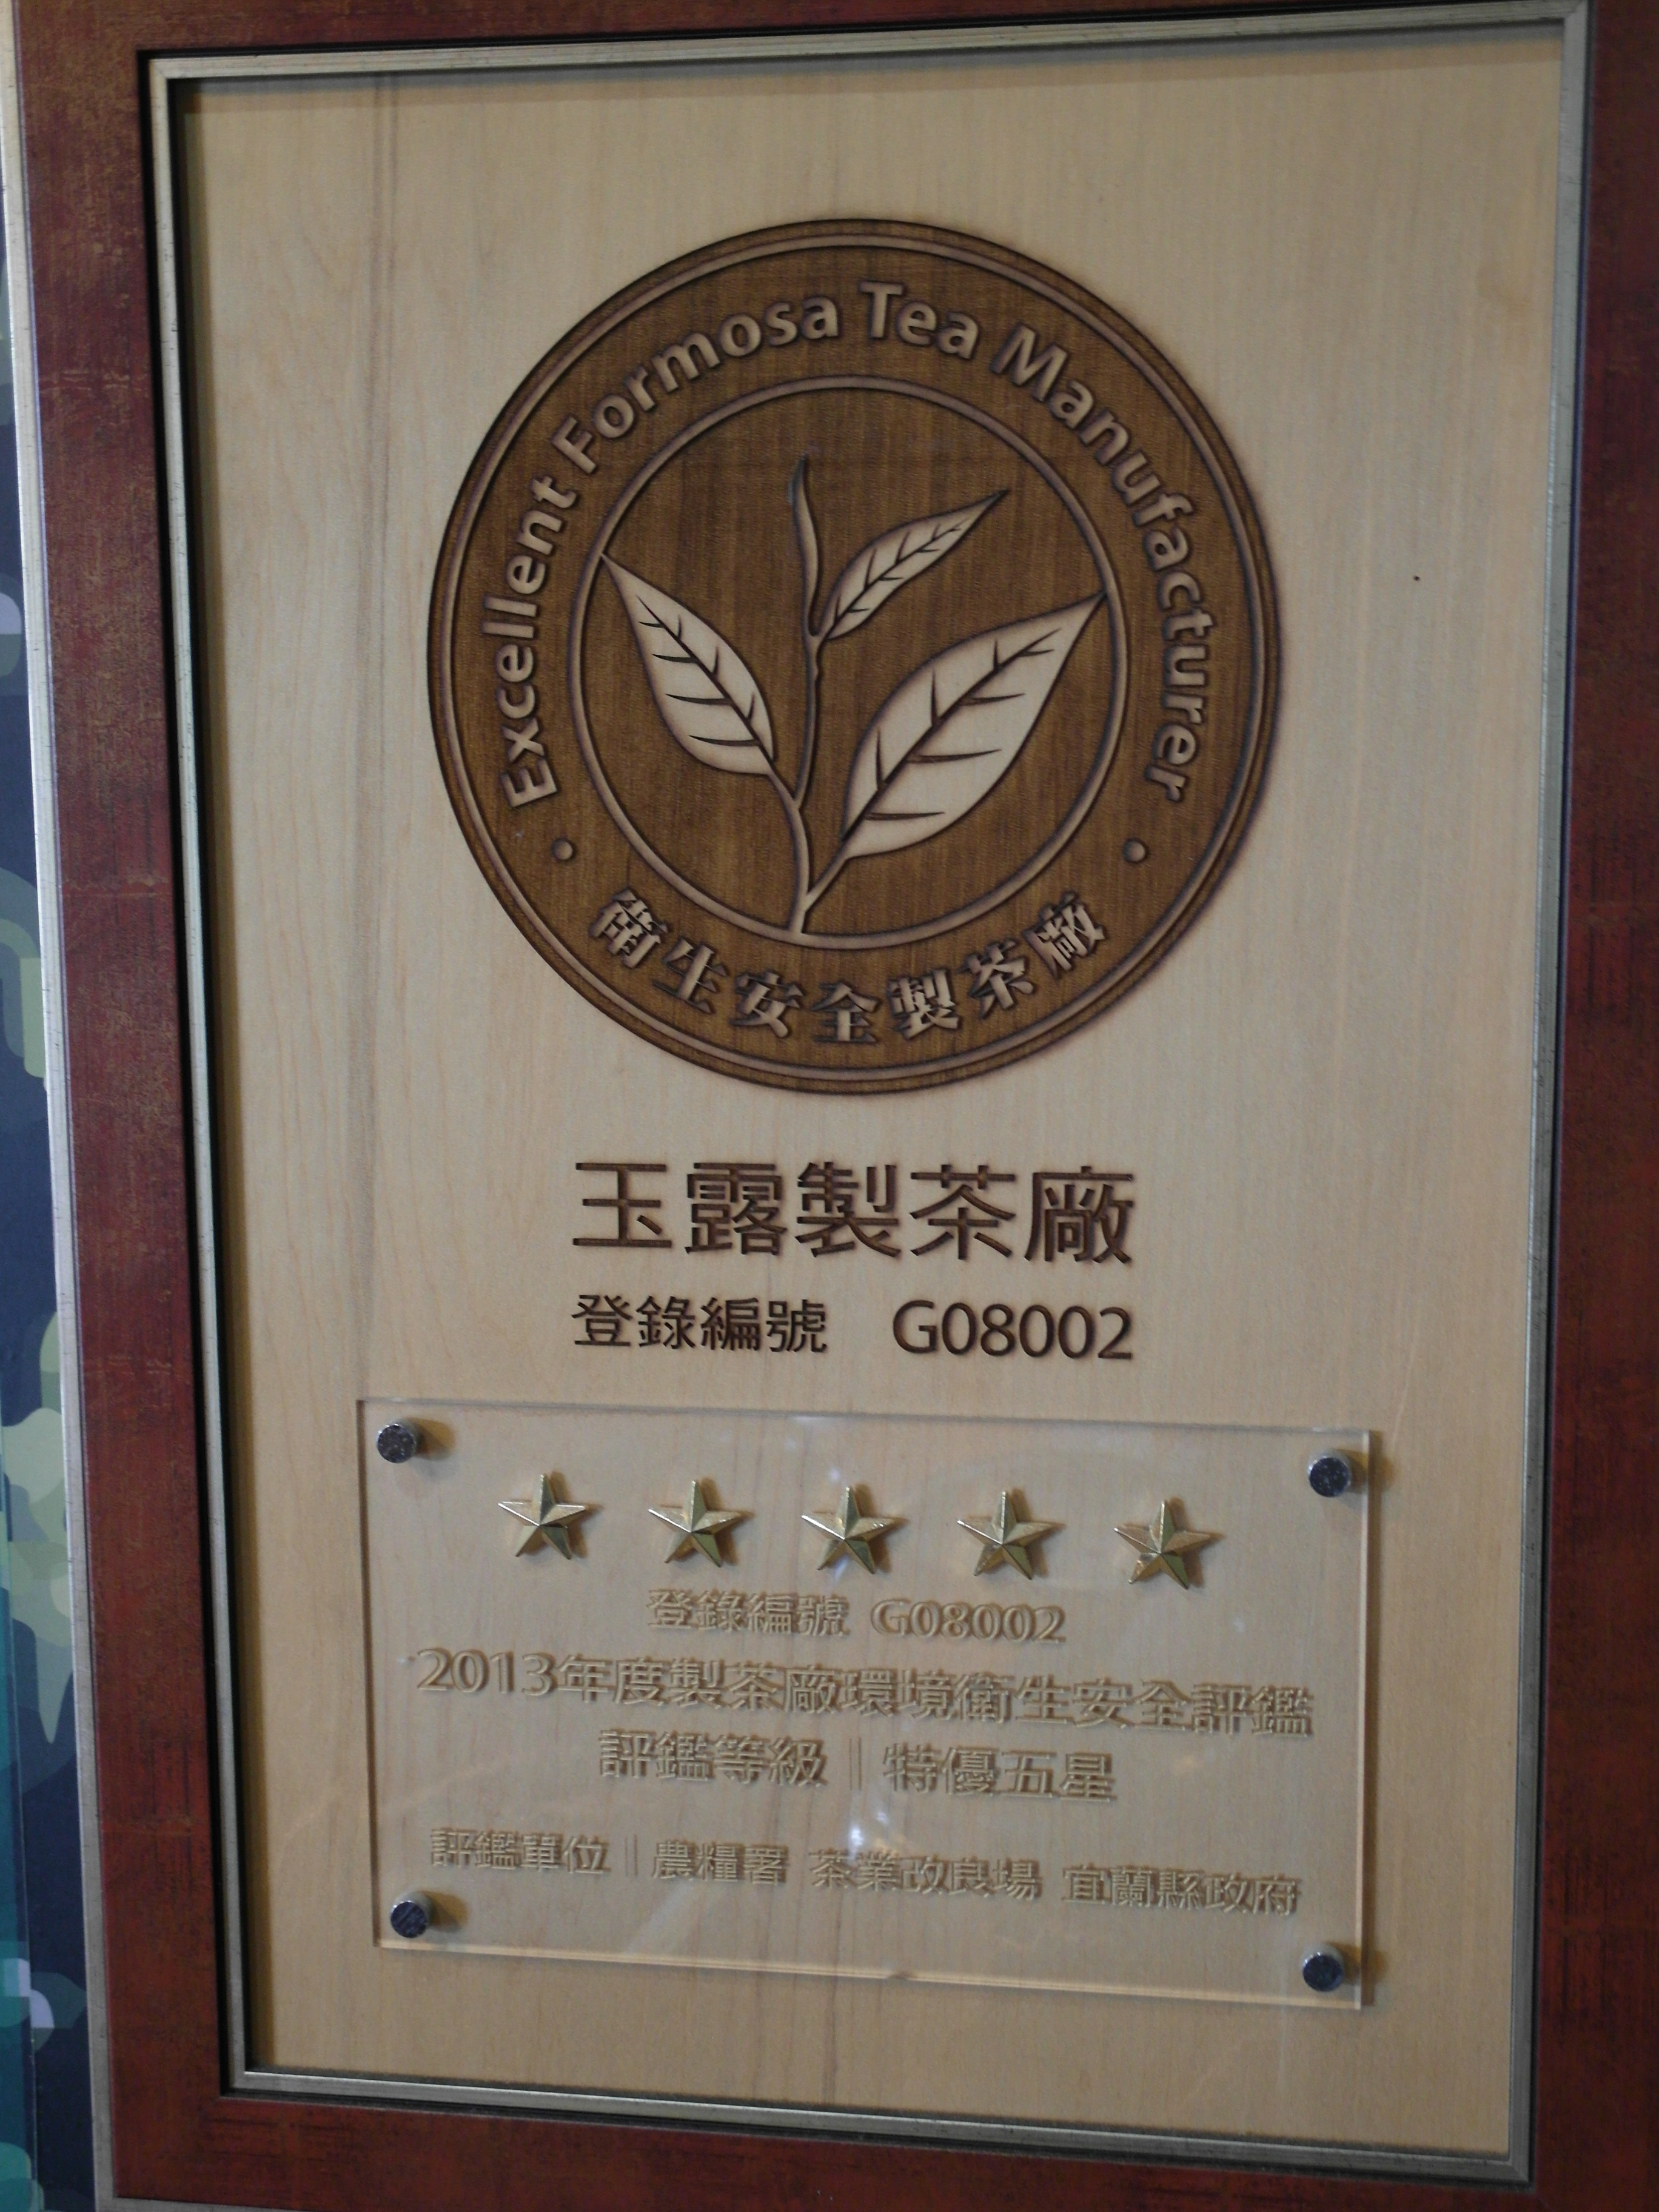 Excellent Formosa Tea Manufacturer
衛生安全製茶廠
玉露製茶廠
登錄編號 G08002
登錄編號 G08002
2013年度製茶廠環境衛生安全評鑑
評鑑等級｜特優五星
評鑑單位｜農糧署 茶業改良場 宜蘭縣政府